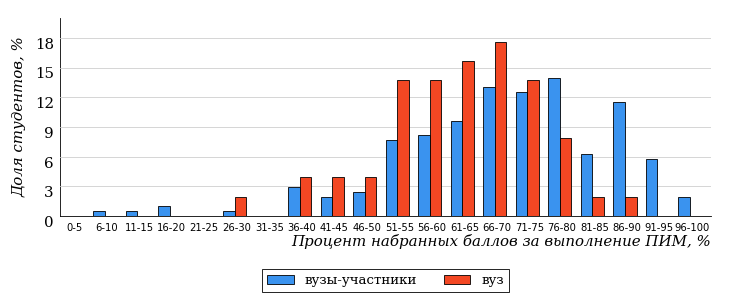 Доля студентов, %
18
15
12
9
6
3
0
0-5 6-10 11-15 16-20 21-25 26-30 31-35 36-40 41-45 46-50 51-55 56-60 61-65 66-70 71-75 76-80 81-85 86-90 91-95 96-100
Процент набранных баллов за выполнение ПИМ, %
вузы-участники вуз